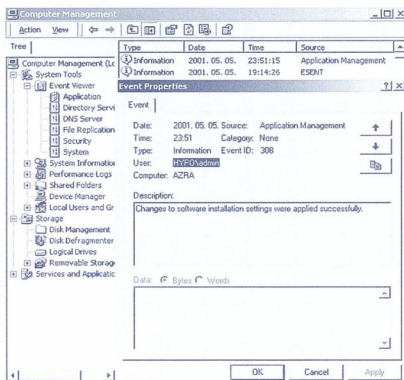 Computer Management
Action View
Tree
Type Date Time Source
Information 2001. 05. 05. 23:51:15 Application Management
Information 2001. 05. 05. 19:14:26 ESENT
Computer Management (Lo
System Tools
Event Viewer
Application
Directory Servi
DNS Server
File Replication
Security
System
System Information
Performance Logs
Shared Folders
Device Manager
Local Users and Gr
Storage
Disk Management
Disk Defragmenter
Logical Drives
Removable Storag
Services and Applicatic
Event Properties
Event
Date: 2001. 05. 05. Source: Application Management
Time: 23:51 Category: None
Type: Information Event ID: 308
User: HYFO\admin
Computer: AZRA
Description:
Changes to software installation settings were applied successfully.
Data: Bytes Words
OK Cancel Apply